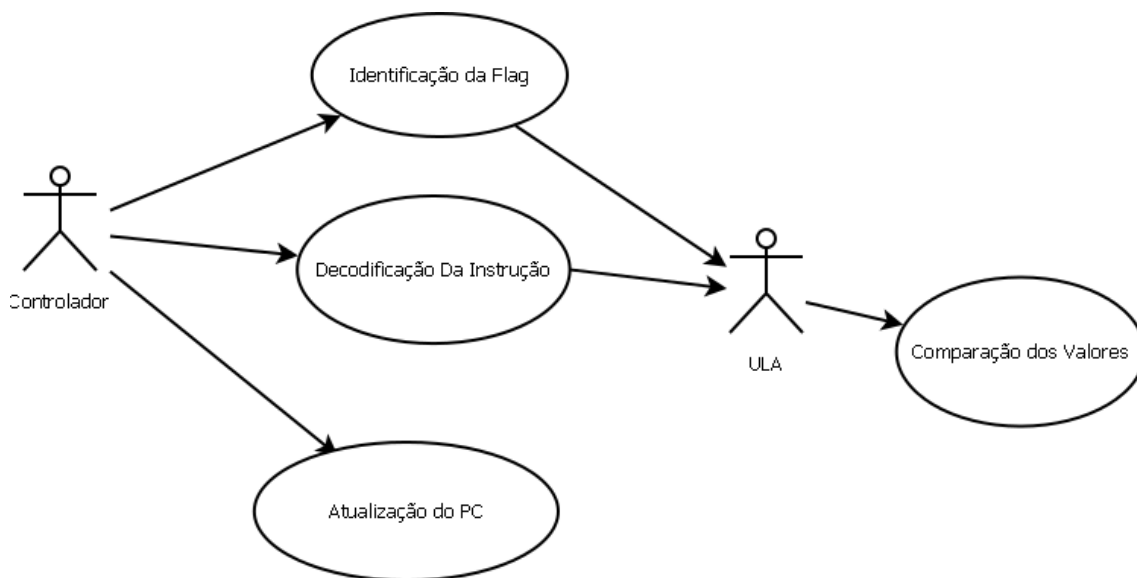 Identificação da Flag
Controlador
Decodificação Da Instrução
ULA
Comparação dos Valores
Atualização do PC